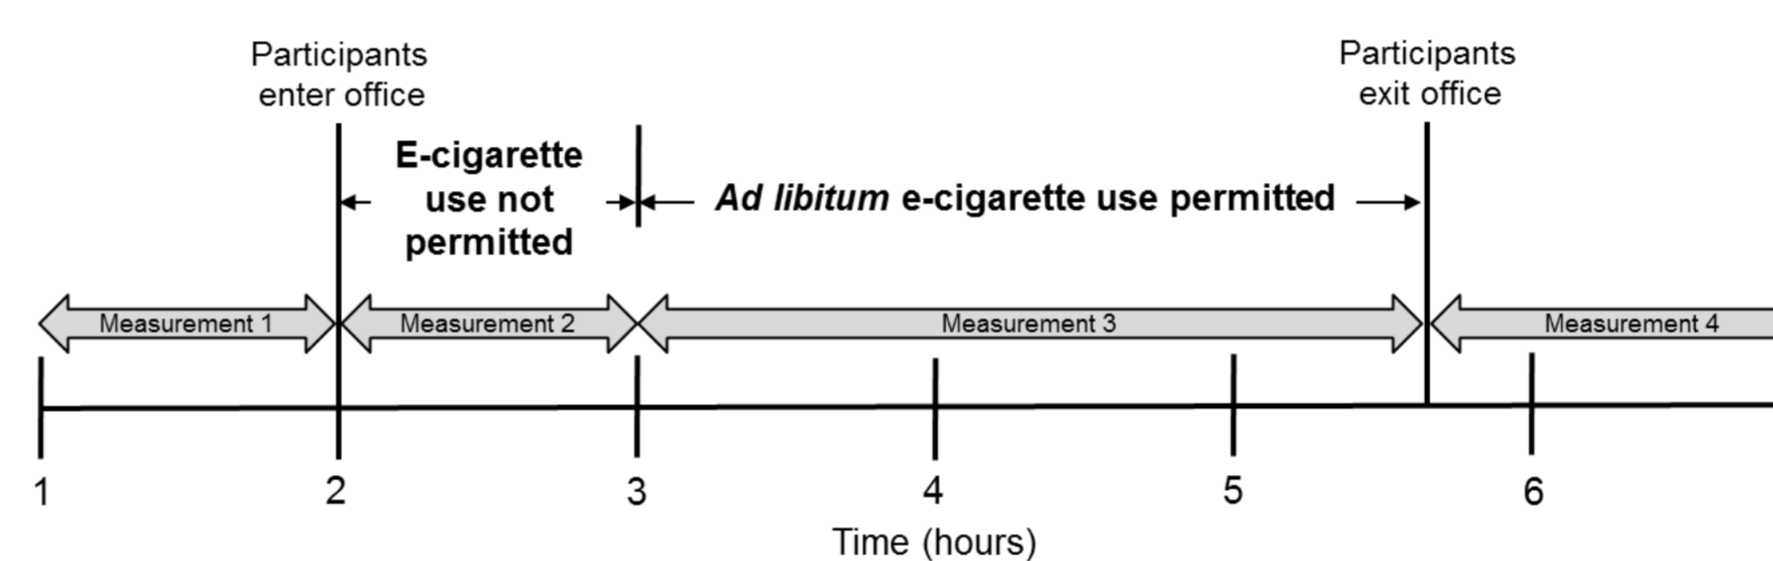 Participants
enter office
Participants
exit office
E-cigarette
use not
permitted
Ad libitum e-cigarette use permitted
Measurement 1
Measurement 2
Measurement 3
Measurement 4
1
2
3
4
5
6
Time (hours)